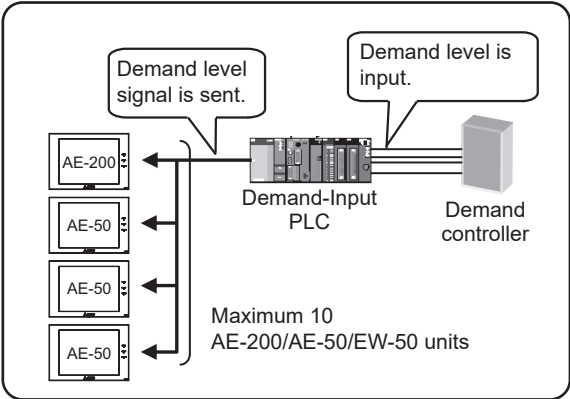 Demand level
signal is sent.
Demand level is
input.
AE-200
AE-50
AE-50
AE-50
Demand-Input
PLC
Demand
controller
Maximum 10
AE-200/AE-50/EW-50 units